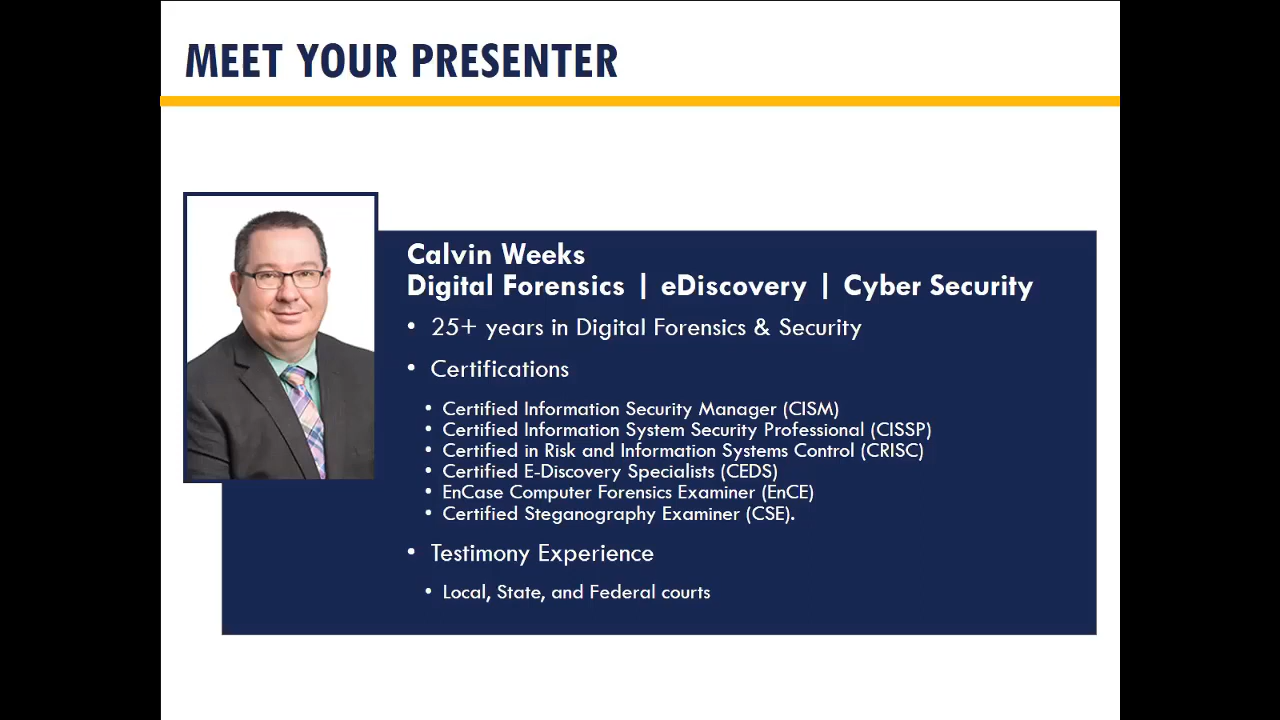 MEET YOUR PRESENTER
Calvin Weeks
Digital Forensics | eDiscovery | Cyber Security
• 25+ years in Digital Forensics & Security
• Certifications
• Certified Information Security Manager (CISM)
• Certified Information System Security Professional (CISSP)
• Certified in Risk and Information Systems Control (CRISC)
• Certified E-Discovery Specialists (CEDS)
• EnCase Computer Forensics Examiner (EnCE)
• Certified Steganography Examiner (CSE).
• Testimony Experience
• Local, State, and Federal courts